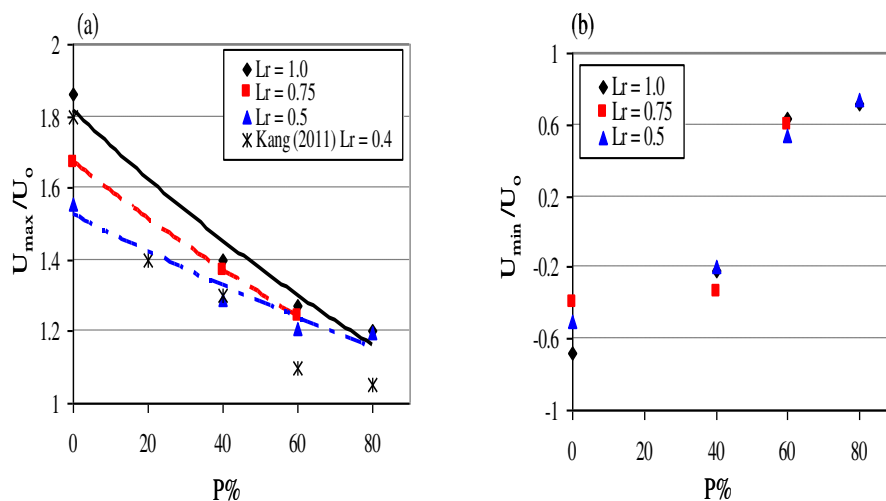 (a)
2
1.8
1.6
1.4
1.2
1
0 20 40 60 80
P%
Umax/Uo
Lr = 1.0
Lr = 0.75
Lr = 0.5
Kang (2011) Lr = 0.4
(b)
1
0.6
0.2
-0.2
-0.6
-1
0 20 40 60 80
P%
Umin/Uo
Lr = 1.0
Lr = 0.75
Lr = 0.5